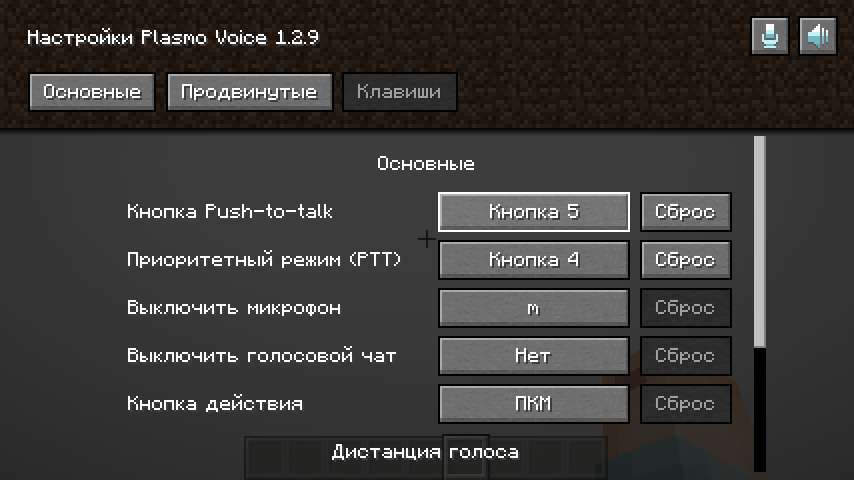 Настройки Plasmo Voice 1.2.9
Основные Продвинутые Клавиши
Основные
Кнопка Push-to-talk Кнопка 5 Сброс
Приоритетный режим (PTT) Кнопка 4 Сброс
Выключить микрофон m Сброс
Выключить голосовой чат Нет Сброс
Кнопка действия ПКМ Сброс
Дистанция голоса